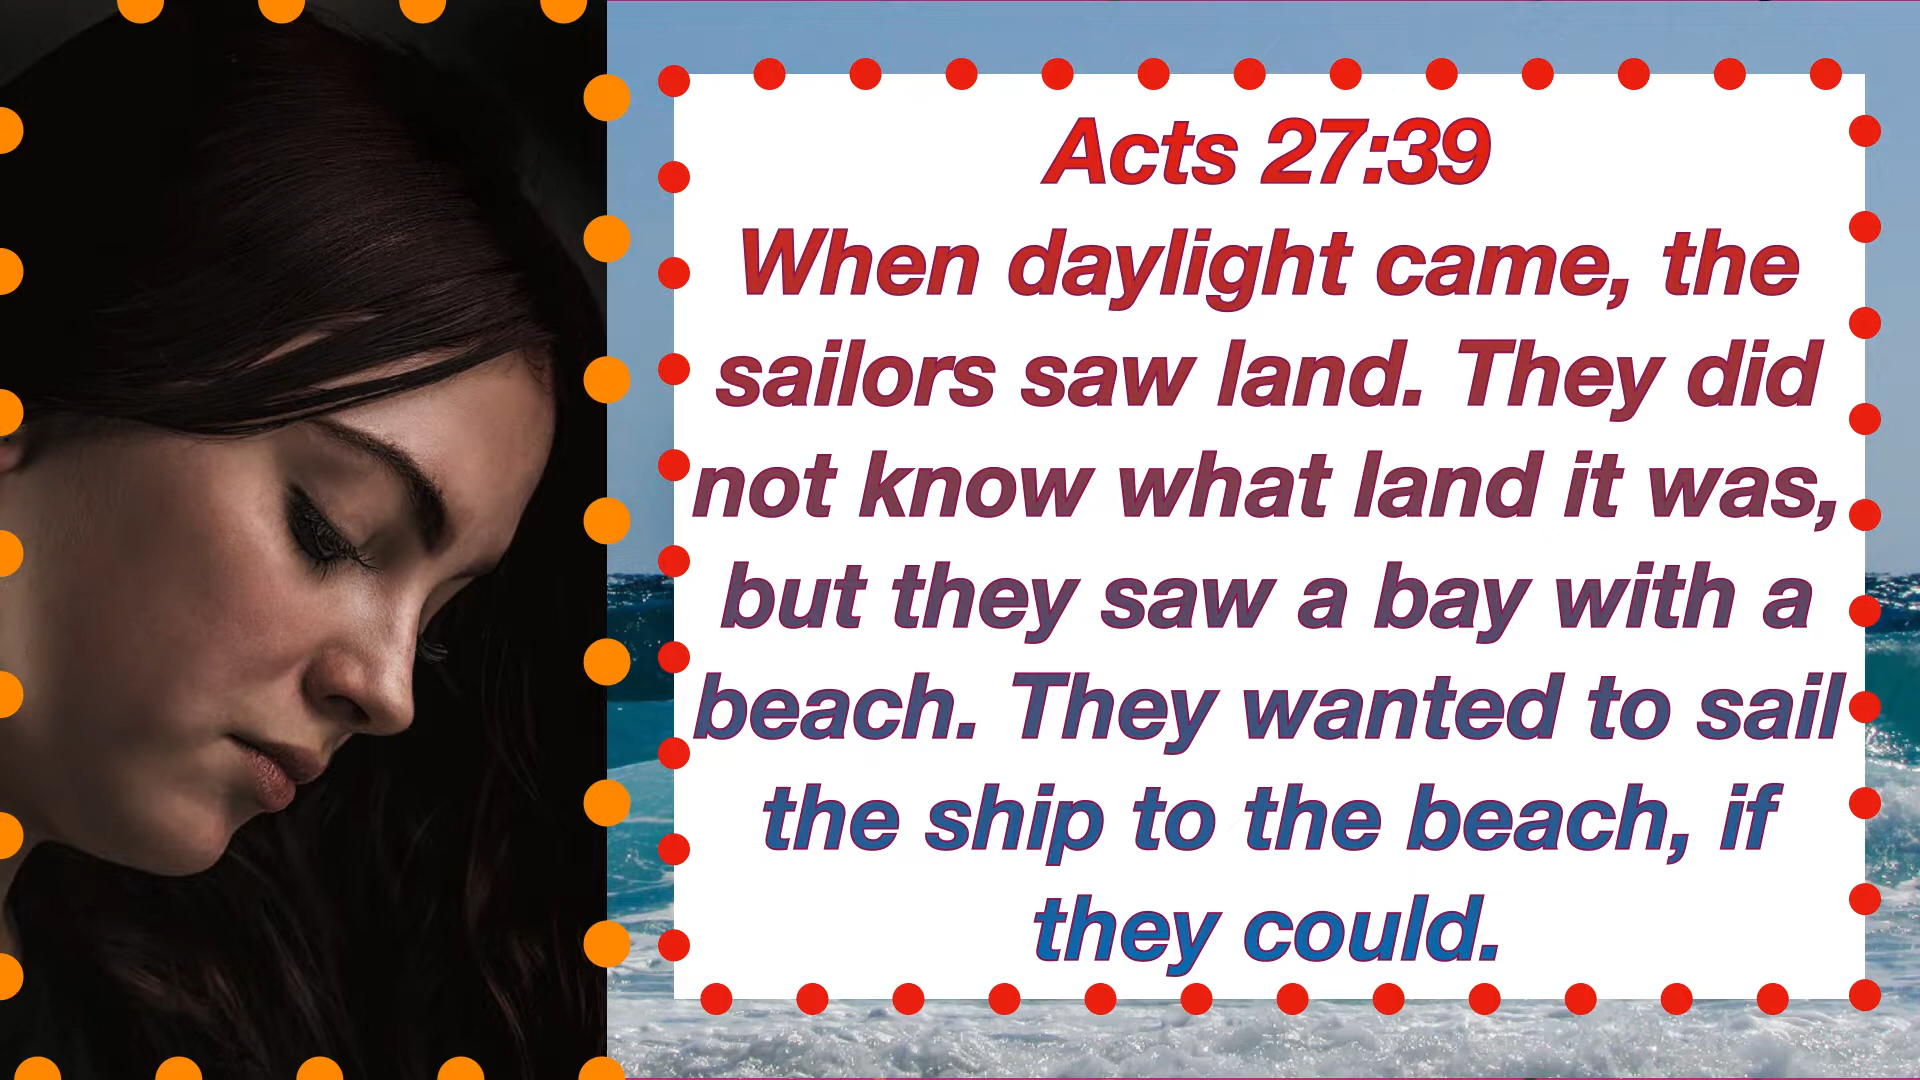 Acts 27:39
When daylight came, the
sailors saw land. They did
not know what land it was,
but they saw a bay with a
beach. They wanted to sail
the ship to the beach, if
they could.